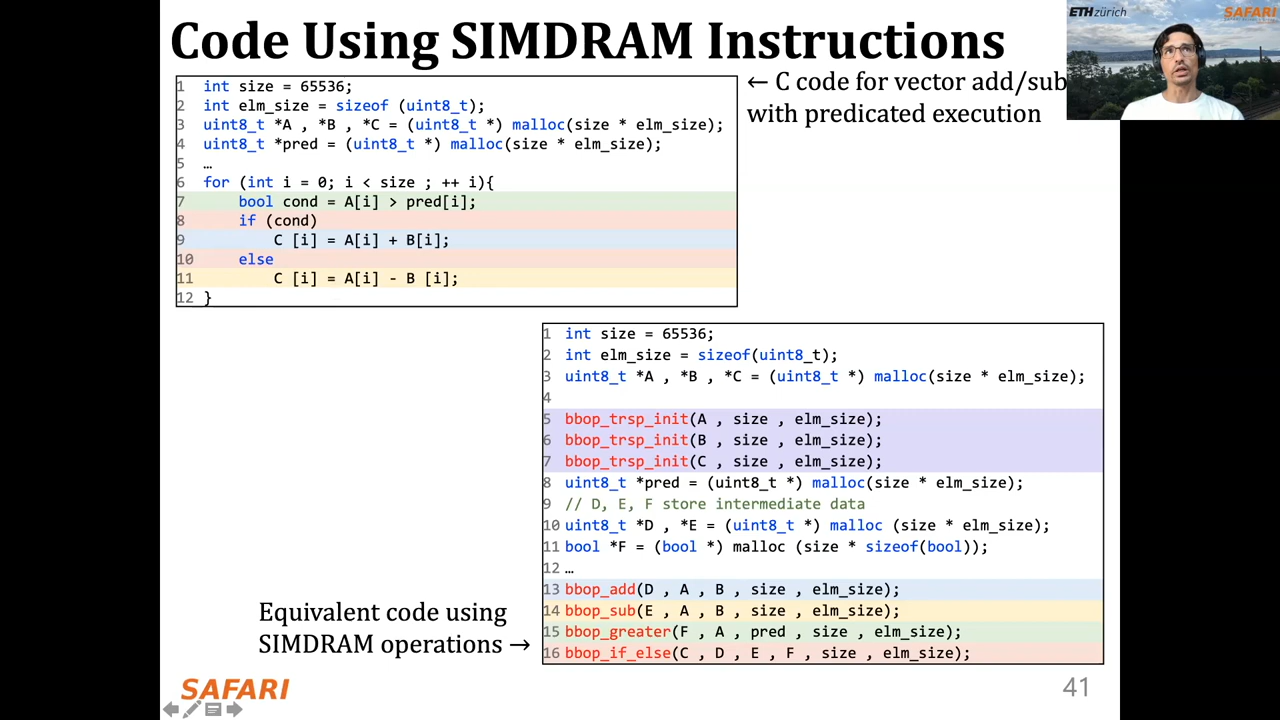 Code Using SIMDRAM Instructions
ETH zürich
SAFARI
← C code for vector add/sub
with predicated execution
1 int size = 65536;
2 int elm_size = sizeof (uint8_t);
3 uint8_t *A , *B , *C = (uint8_t *) malloc(size * elm_size);
4 uint8_t *pred = (uint8_t *) malloc(size * elm_size);
5 …
6 for (int i = 0; i < size ; ++ i){
7 bool cond = A[i] > pred[i];
8 if (cond)
9 C [i] = A[i] + B[i];
10 else
11 C [i] = A[i] - B [i];
12 }
1 int size = 65536;
2 int elm_size = sizeof(uint8_t);
3 uint8_t *A , *B , *C = (uint8_t *) malloc(size * elm_size);
4
5 bbop_trsp_init(A , size , elm_size);
6 bbop_trsp_init(B , size , elm_size);
7 bbop_trsp_init(C , size , elm_size);
8 uint8_t *pred = (uint8_t *) malloc(size * elm_size);
9 // D, E, F store intermediate data
10 uint8_t *D , *E = (uint8_t *) malloc (size * elm_size);
11 bool *F = (bool *) malloc (size * sizeof(bool));
12 …
13 bbop_add(D , A , B , size , elm_size);
14 bbop_sub(E , A , B , size , elm_size);
15 bbop_greater(F , A , pred , size , elm_size);
16 bbop_if_else(C , D , E , F , size , elm_size);
Equivalent code using
SIMDRAM operations →
SAFARI
41